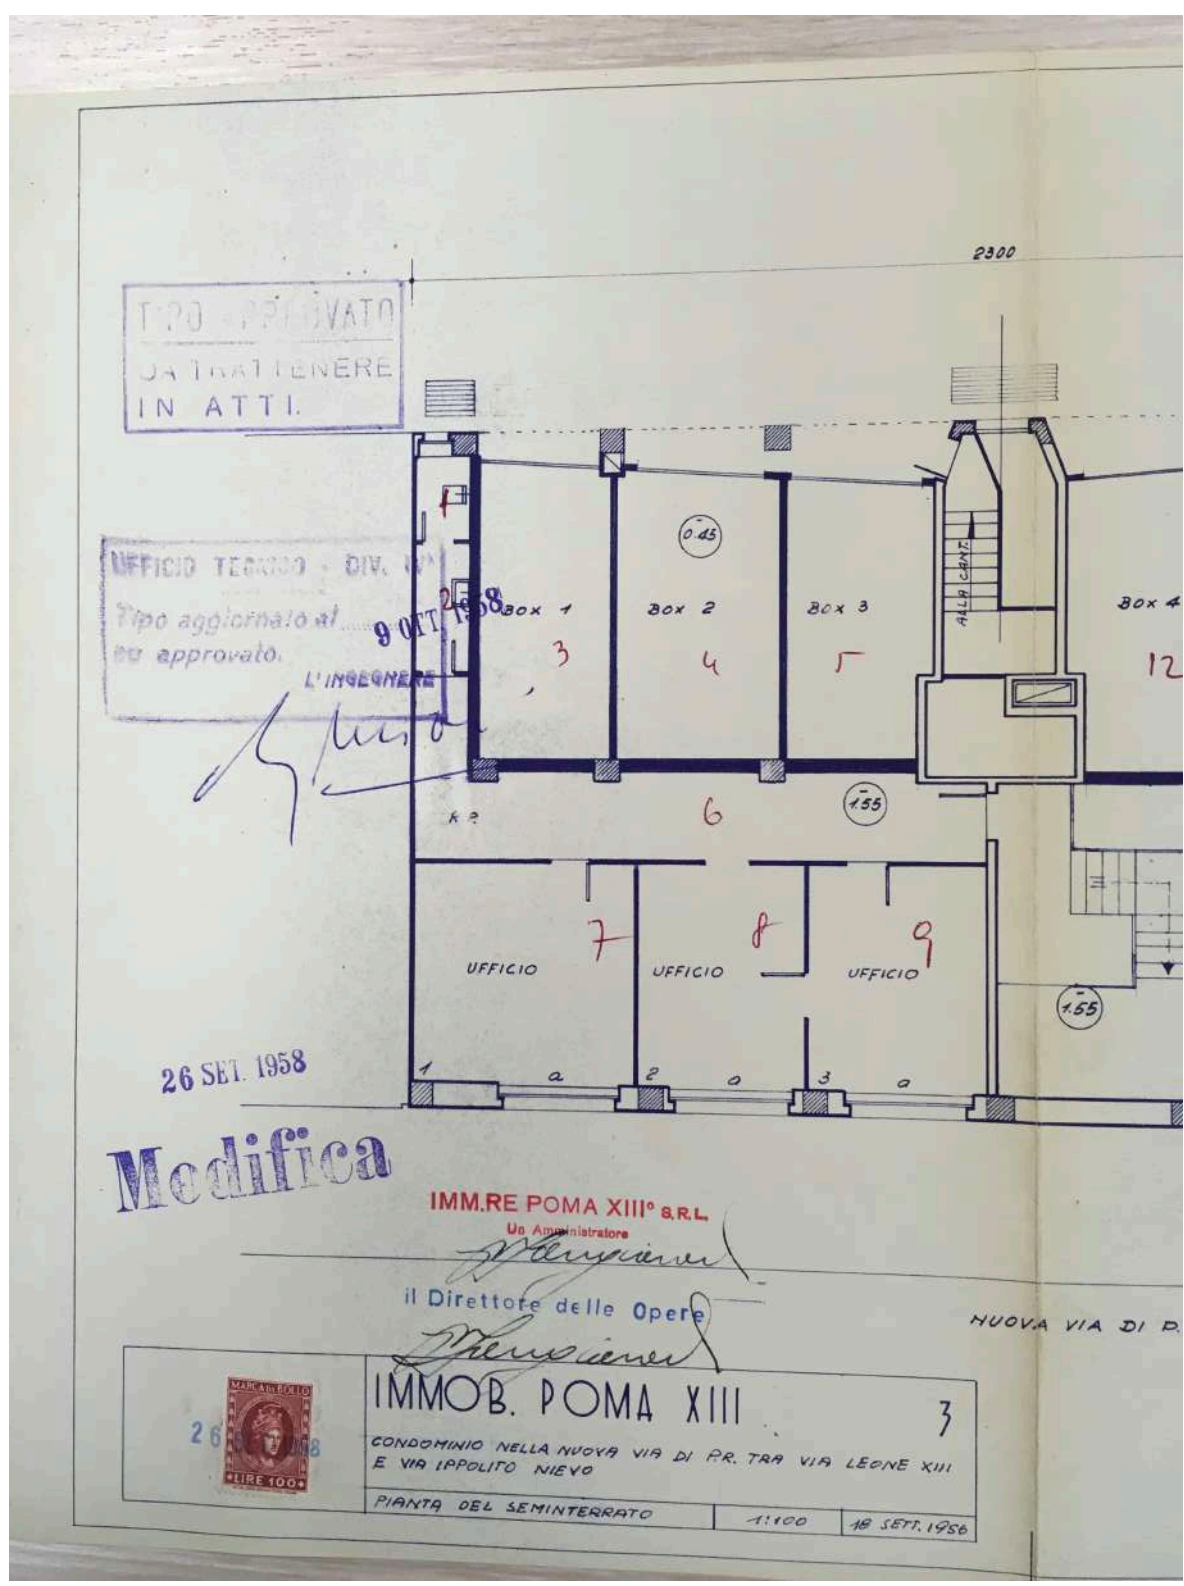 2300
TIPO APPROVATO
DA TRATTENERE
IN ATTI.
UFFICIO TECNICO - DIV.
Tipo aggiornato al
ed approvato.
9 OTT. 1958
L'INGEGNERE
1
2
0.45
BOX 1
BOX 2
BOX 3
BOX 4
ALLA CANT.
3
4
5
12
6
1.55
7
8
9
UFFICIO
UFFICIO
UFFICIO
1.55
1
a
2
a
3
a
26 SET. 1958
Modifica
IMM.RE POMA XIII° S.R.L.
Un Amministratore
il Direttore delle Opere
NUOVA VIA DI P.
MARCA DA BOLLO
LIRE 100
IMMOB. POMA XIII
3
CONDOMINIO NELLA NUOVA VIA DI P.R. TRA VIA LEONE XIII
E VIA IPPOLITO NIEVO
PIANTA DEL SEMINTERRATO
1:100
18 SETT. 1956